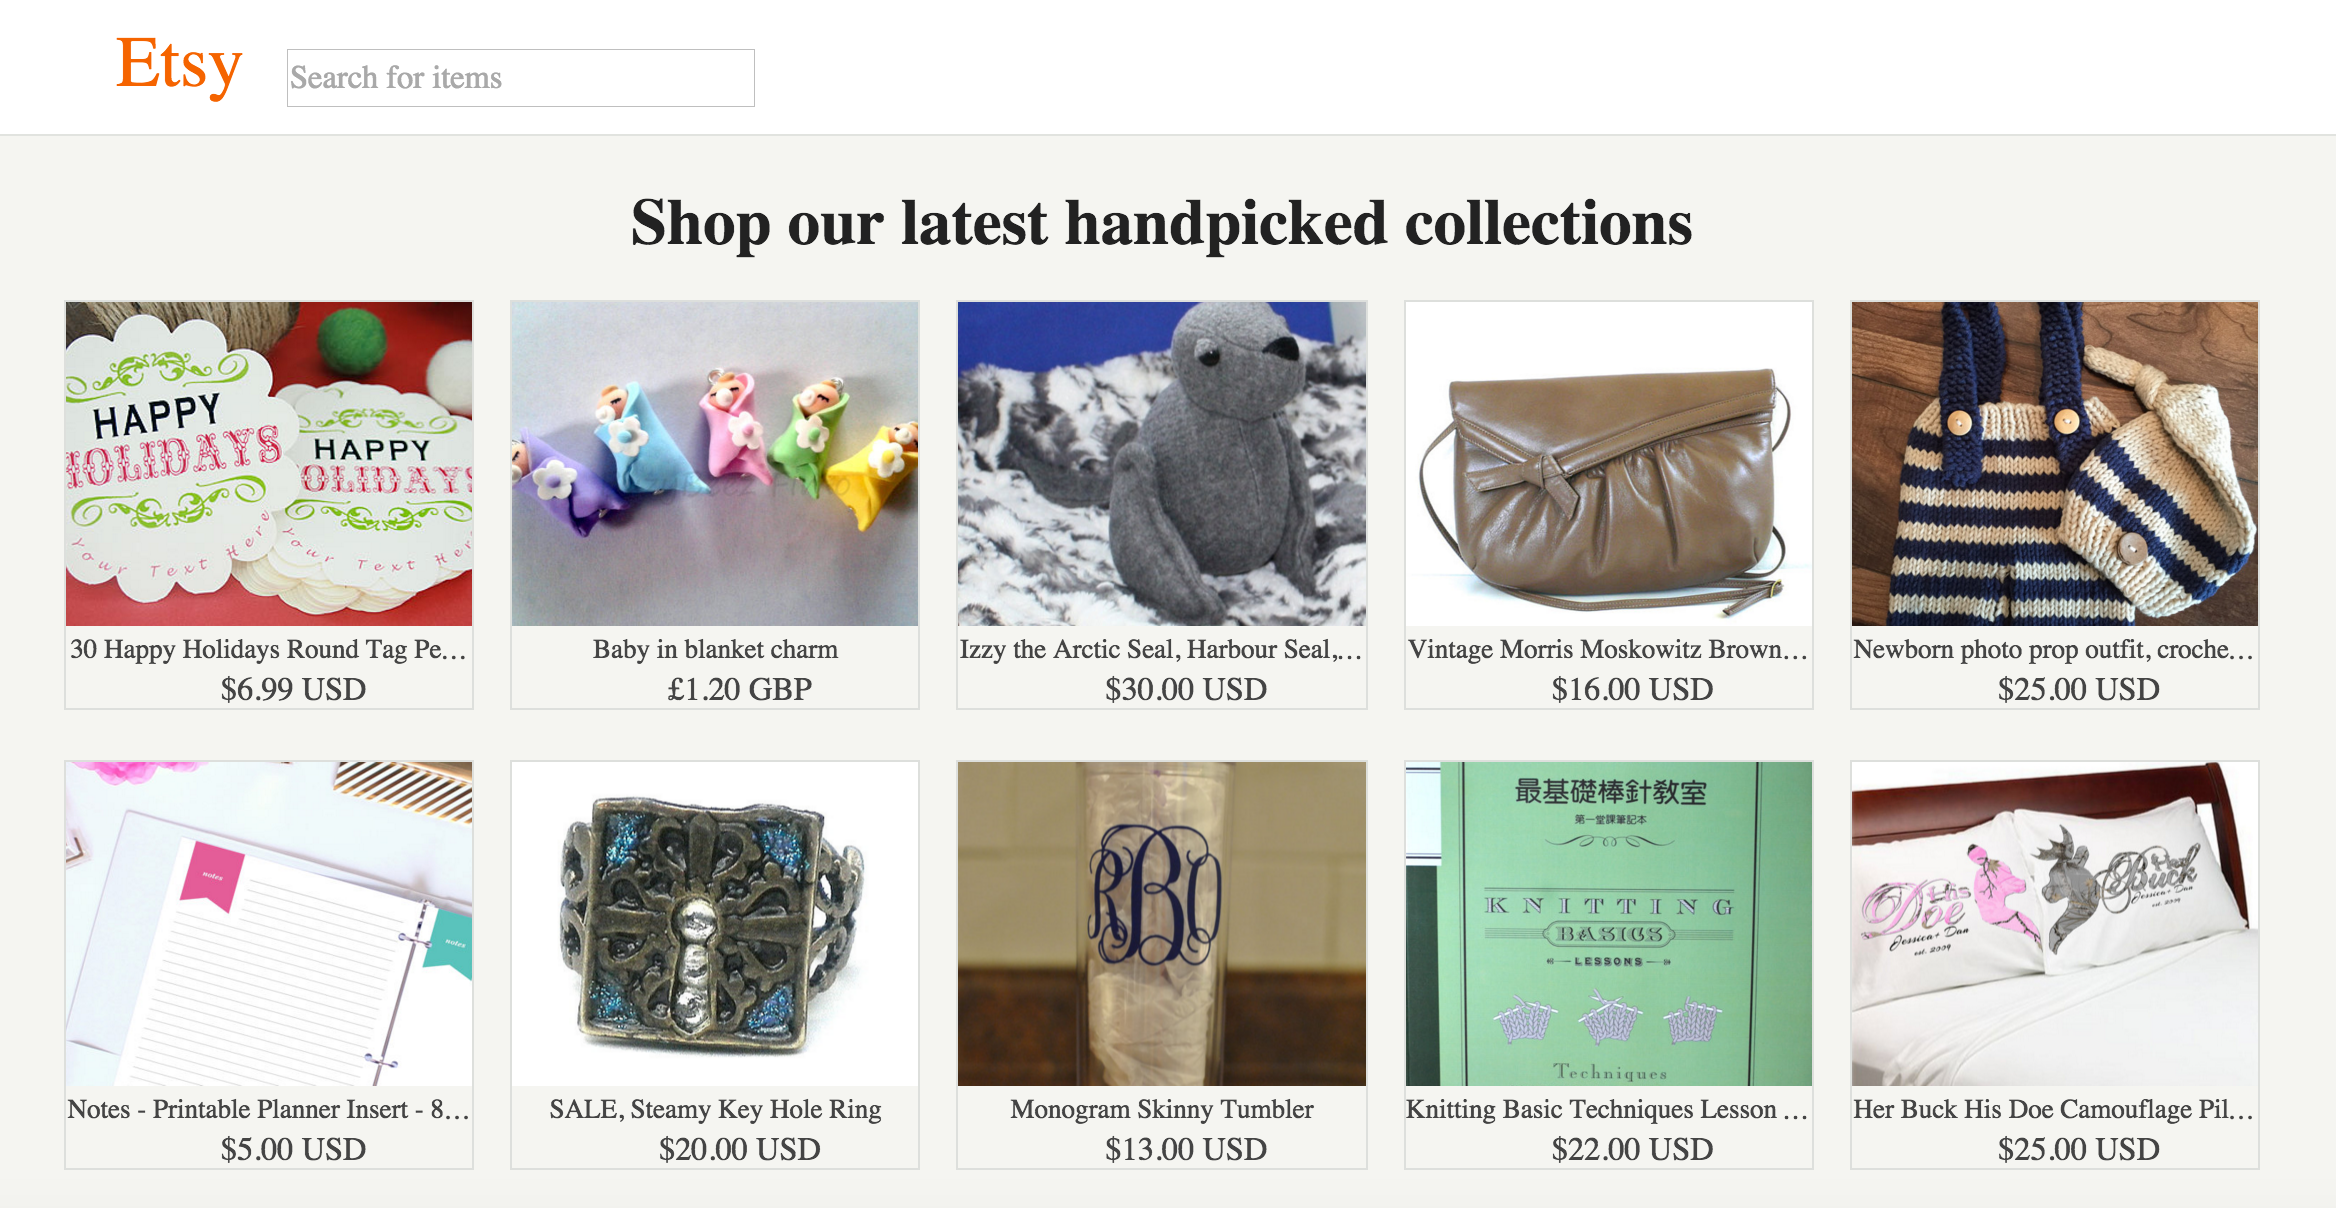 Etsy
Search for items
Shop our latest handpicked collections
HAPPY
HOLIDAYS
Your Text Here
HAPPY
OLIDAYS
Your Text Her
30 Happy Holidays Round Tag Pe…
$6.99 USD
Baby in blanket charm
£1.20 GBP
Izzy the Arctic Seal, Harbour Seal,…
$30.00 USD
Vintage Morris Moskowitz Brown…
$16.00 USD
Newborn photo prop outfit, croche…
$25.00 USD
notes
notes
Notes - Printable Planner Insert - 8…
$5.00 USD
SALE, Steamy Key Hole Ring
$20.00 USD
RBO
Monogram Skinny Tumbler
$13.00 USD
最基礎棒針教室
第一堂課筆記本
KNITTING
BASICS
LESSONS
Techniques
Knitting Basic Techniques Lesson …
$22.00 USD
His
Doe
Jessica + Dan
est. 2009
Her
Buck
Jessica + Dan
est. 2009
Her Buck His Doe Camouflage Pil…
$25.00 USD